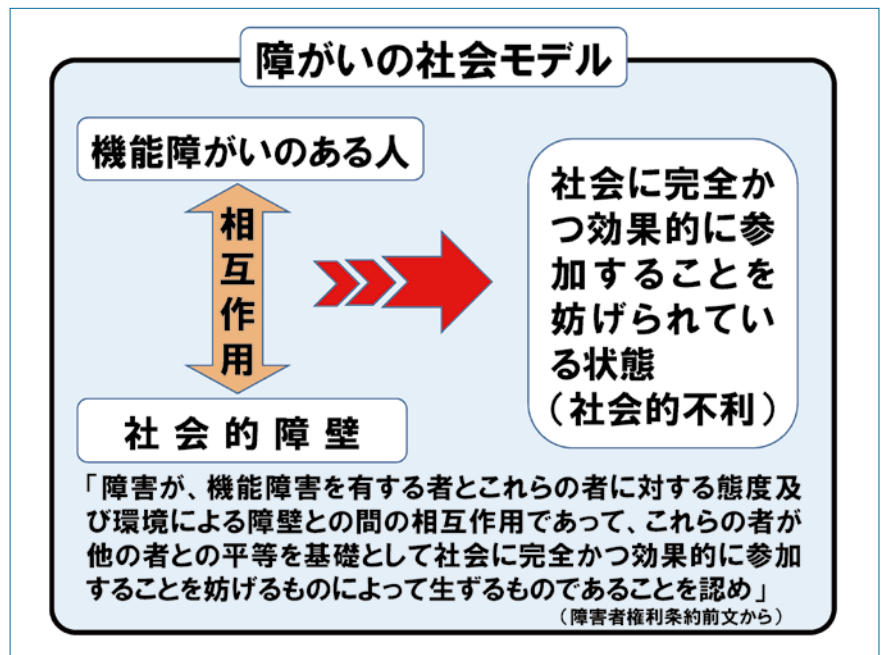 障がいの社会モデル
機能障がいのある人
相互作用
社会的障壁
社会に完全か
つ効果的に参
加することを
妨げられてい
る状態
（社会的不利）
「障害が、機能障害を有する者とこれらの者に対する態度及
び環境による障壁との間の相互作用であって、これらの者が
他の者との平等を基礎として社会に完全かつ効果的に参加
することを妨げるものによって生ずるものであることを認め」
（障害者権利条約前文から）